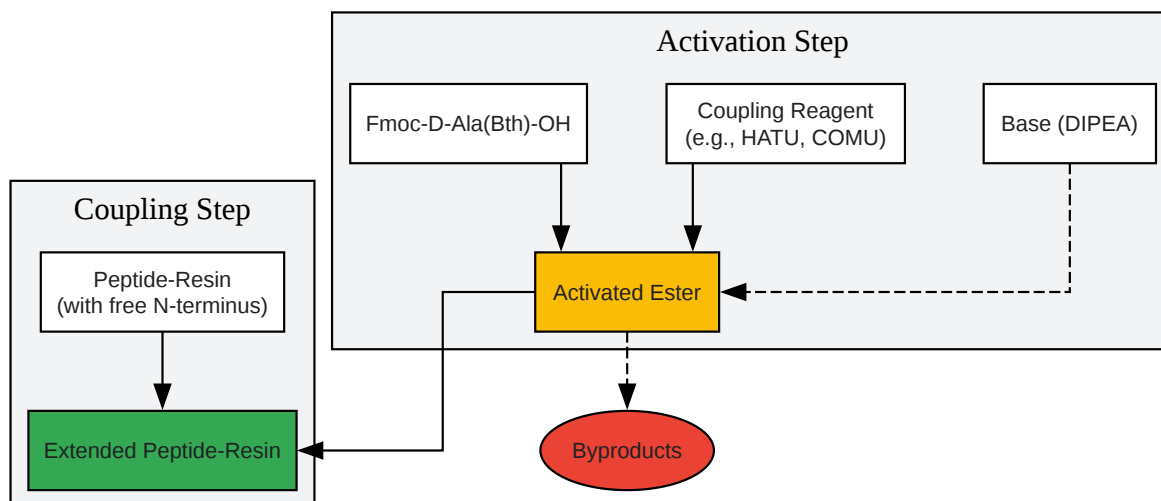 Activation Step
Fmoc-D-Ala(Bth)-OH
Coupling Reagent
(e.g., HATU, COMU)
Base (DIPEA)
Coupling Step
Peptide-Resin
(with free N-terminus)
Activated Ester
Extended Peptide-Resin
Byproducts